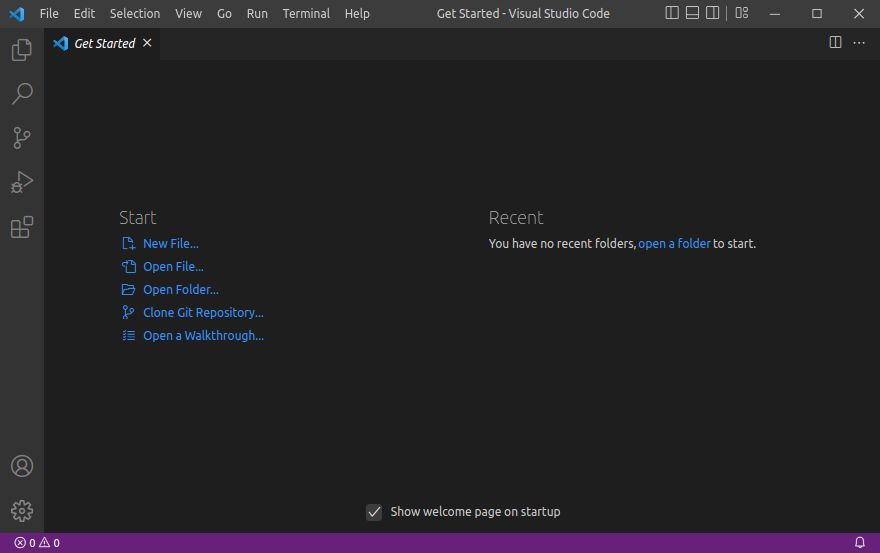 File Edit Selection View Go Run Terminal Help Get Started - Visual Studio Code
Get Started
Start
New File...
Open File...
Open Folder...
Clone Git Repository...
Open a Walkthrough...
Recent
You have no recent folders, open a folder to start.
Show welcome page on startup
0 0